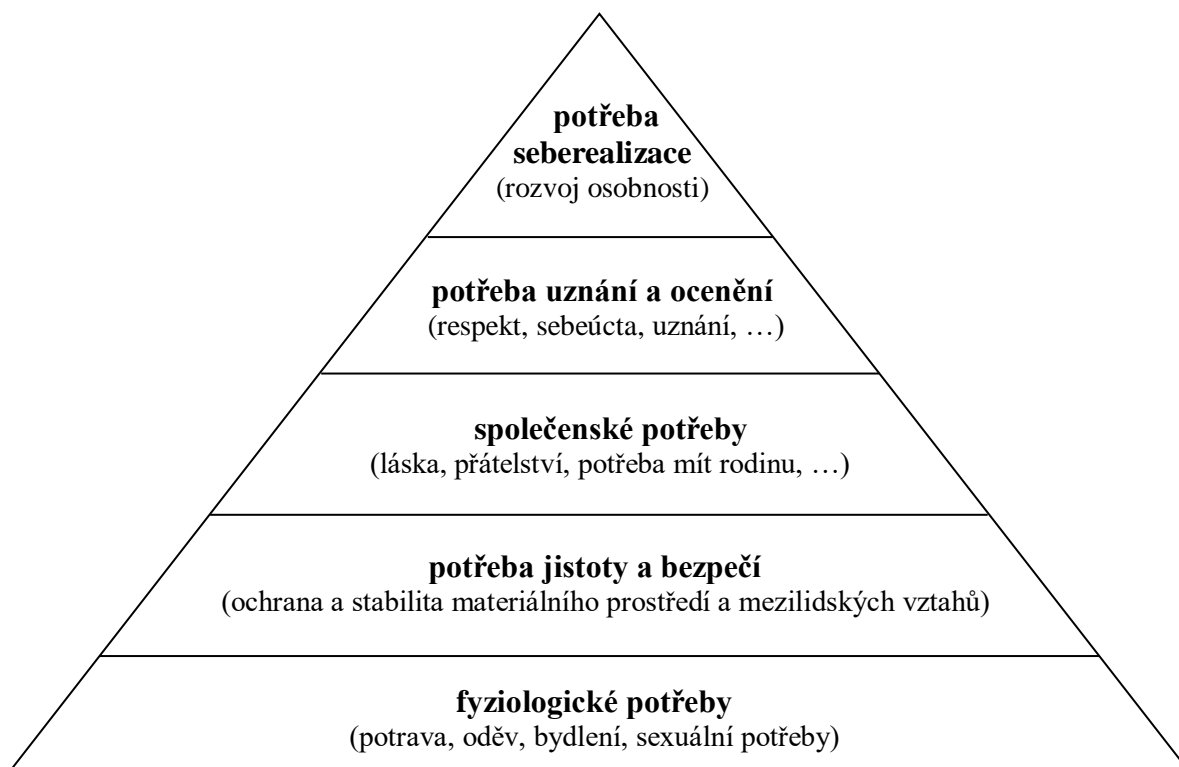 potřeba
seberealizace
(rozvoj osobnosti)
potřeba uznání a ocenění
(respekt, sebeúcta, uznání, …)
společenské potřeby
(láska, přátelství, potřeba mít rodinu, …)
potřeba jistoty a bezpečí
(ochrana a stabilita materiálního prostředí a mezilidských vztahů)
fyziologické potřeby
(potrava, oděv, bydlení, sexuální potřeby)